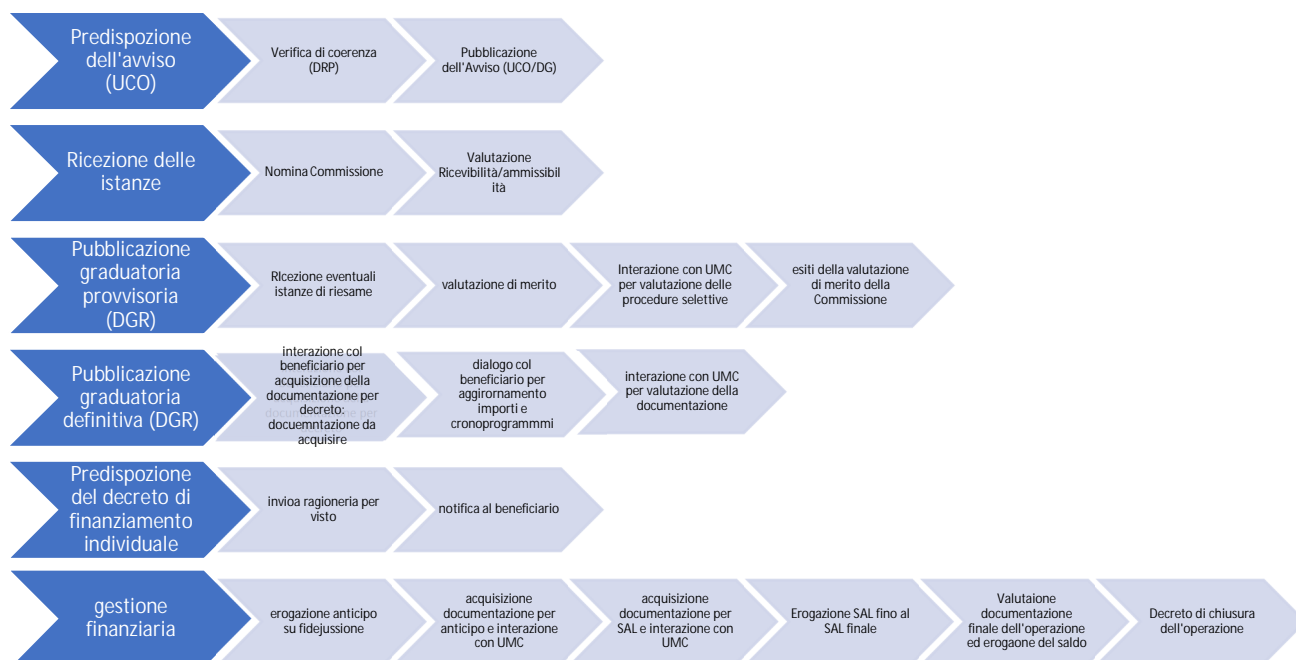 Predispozione
dell'avviso
(UCO)
Verifica di coerenza
(DRP)
Pubblicazione
dell'Avviso (UCO/DG)
Ricezione delle
istanze
Nomina Commissione
Valutazione
Ricevibilità/ammissibil
ità
Pubblicazione
graduatoria
provvisoria
(DGR)
RIcezione eventuali
istanze di riesame
valutazione di merito
Interazione con UMC
per valutazione delle
procedure selettive
esiti della valutazione
di merito della
Commissione
Pubblicazione
graduatoria
definitiva (DGR)
interazione col
beneficiario per
acquisizione della
documentazione per
decreto:
docuemntazione da
acquisire
dialogo col
beneficiario per
aggirornamento
importi e
cronoprogrammmi
interazione con UMC
per valutazione della
documentazione
Predispozione
del decreto di
finanziamento
individuale
invioa ragioneria per
visto
notifica al beneficiario
gestione
finanziaria
erogazione anticipo
su fidejussione
acquisizione
documentazione per
anticipo e interazione
con UMC
acquisizione
documentazione per
SAL e interazione con
UMC
Erogazione SAL fino al
SAL finale
Valutaione
documentazione
finale dell'operazione
ed erogaone del saldo
Decreto di chiusura
dell'operazione